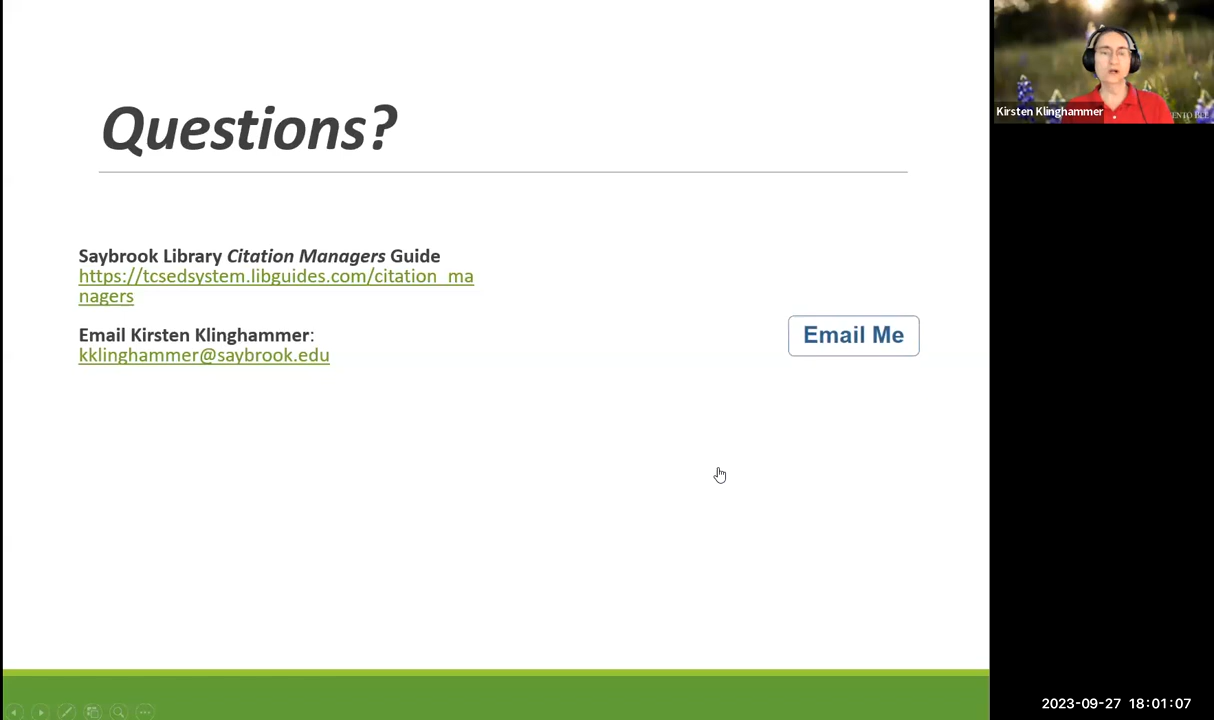 Questions?
Saybrook Library Citation Managers Guide
https://tcsedsystem.libguides.com/citation_ma
nagers
Email Kirsten Klinghammer:
kklinghammer@saybrook.edu
Email Me
Kirsten Klinghammer
2023-09-27 18:01:07